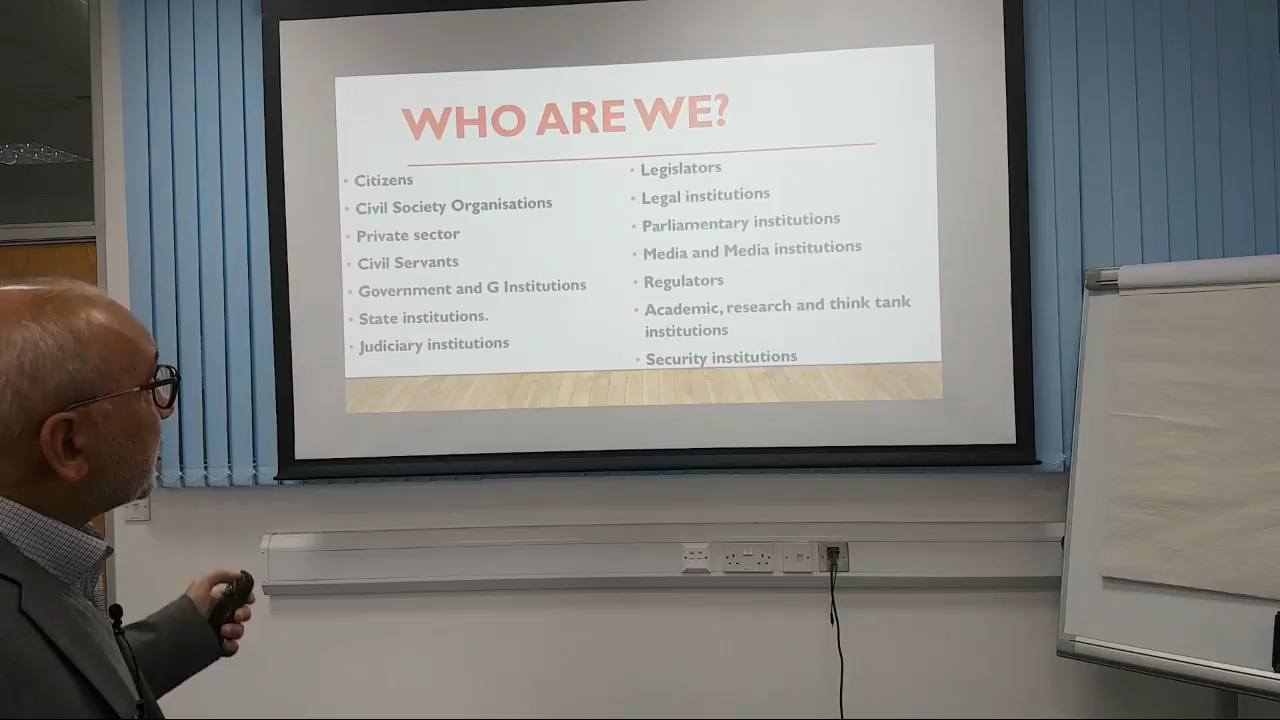 WHO ARE WE?
• Citizens
• Civil Society Organisations
• Private sector
• Civil Servants
• Government and G Institutions
• State institutions.
• Judiciary institutions
• Legislators
• Legal institutions
• Parliamentary institutions
• Media and Media institutions
• Regulators
• Academic, research and think tank
institutions
• Security institutions